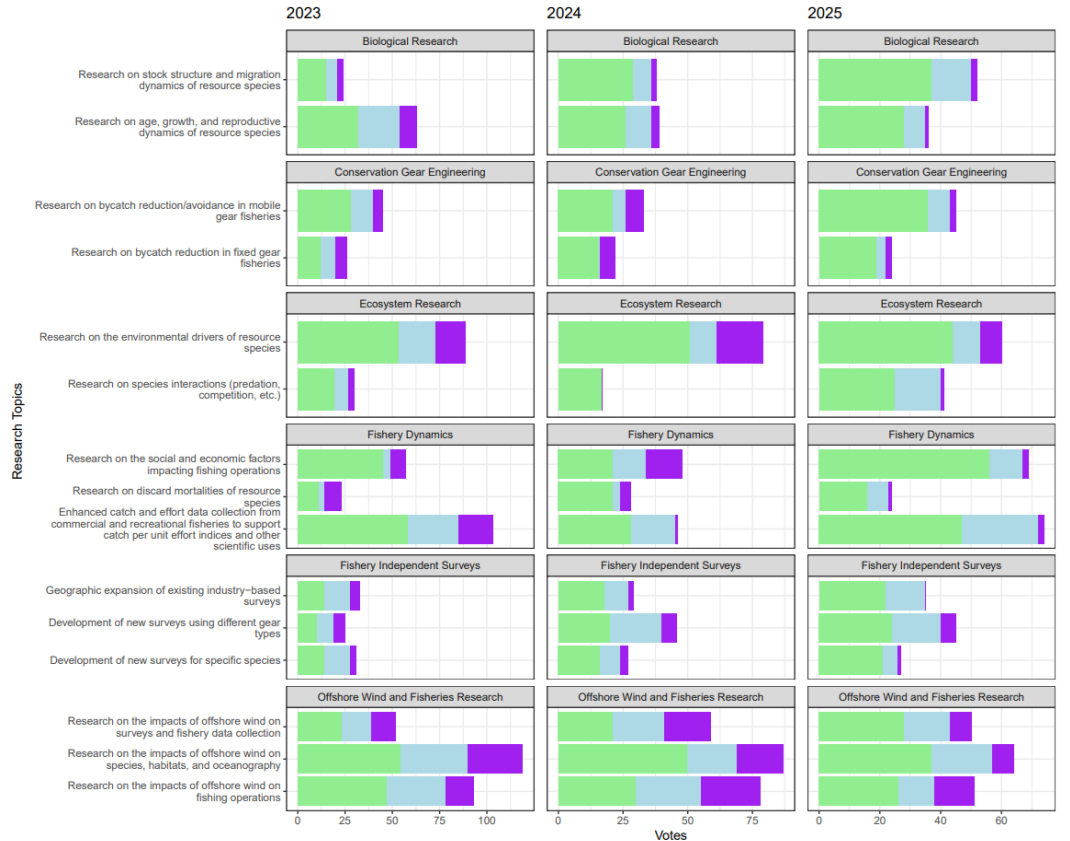 2023
2024
2025
Biological Research
Biological Research
Biological Research
Research on stock structure and migration
dynamics of resource species
Research on age, growth, and reproductive
dynamics of resource species
Conservation Gear Engineering
Conservation Gear Engineering
Conservation Gear Engineering
Research on bycatch reduction/avoidance in mobile
gear fisheries
Research on bycatch reduction in fixed gear
fisheries
Ecosystem Research
Ecosystem Research
Ecosystem Research
Research on the environmental drivers of resource
species
Research on species interactions (predation,
competition, etc.)
Research Topics
Fishery Dynamics
Fishery Dynamics
Fishery Dynamics
Research on the social and economic factors
impacting fishing operations
Research on discard mortalities of resource
species
Enhanced catch and effort data collection from
commercial and recreational fisheries to support
catch per unit effort indices and other
scientific uses
Fishery Independent Surveys
Fishery Independent Surveys
Fishery Independent Surveys
Geographic expansion of existing industry−based
surveys
Development of new surveys using different gear
types
Development of new surveys for specific species
Offshore Wind and Fisheries Research
Offshore Wind and Fisheries Research
Offshore Wind and Fisheries Research
Research on the impacts of offshore wind on
surveys and fishery data collection
Research on the impacts of offshore wind on
species, habitats, and oceanography
Research on the impacts of offshore wind on
fishing operations
0 25 50 75 100
0 25 50 75
0 20 40 60
Votes